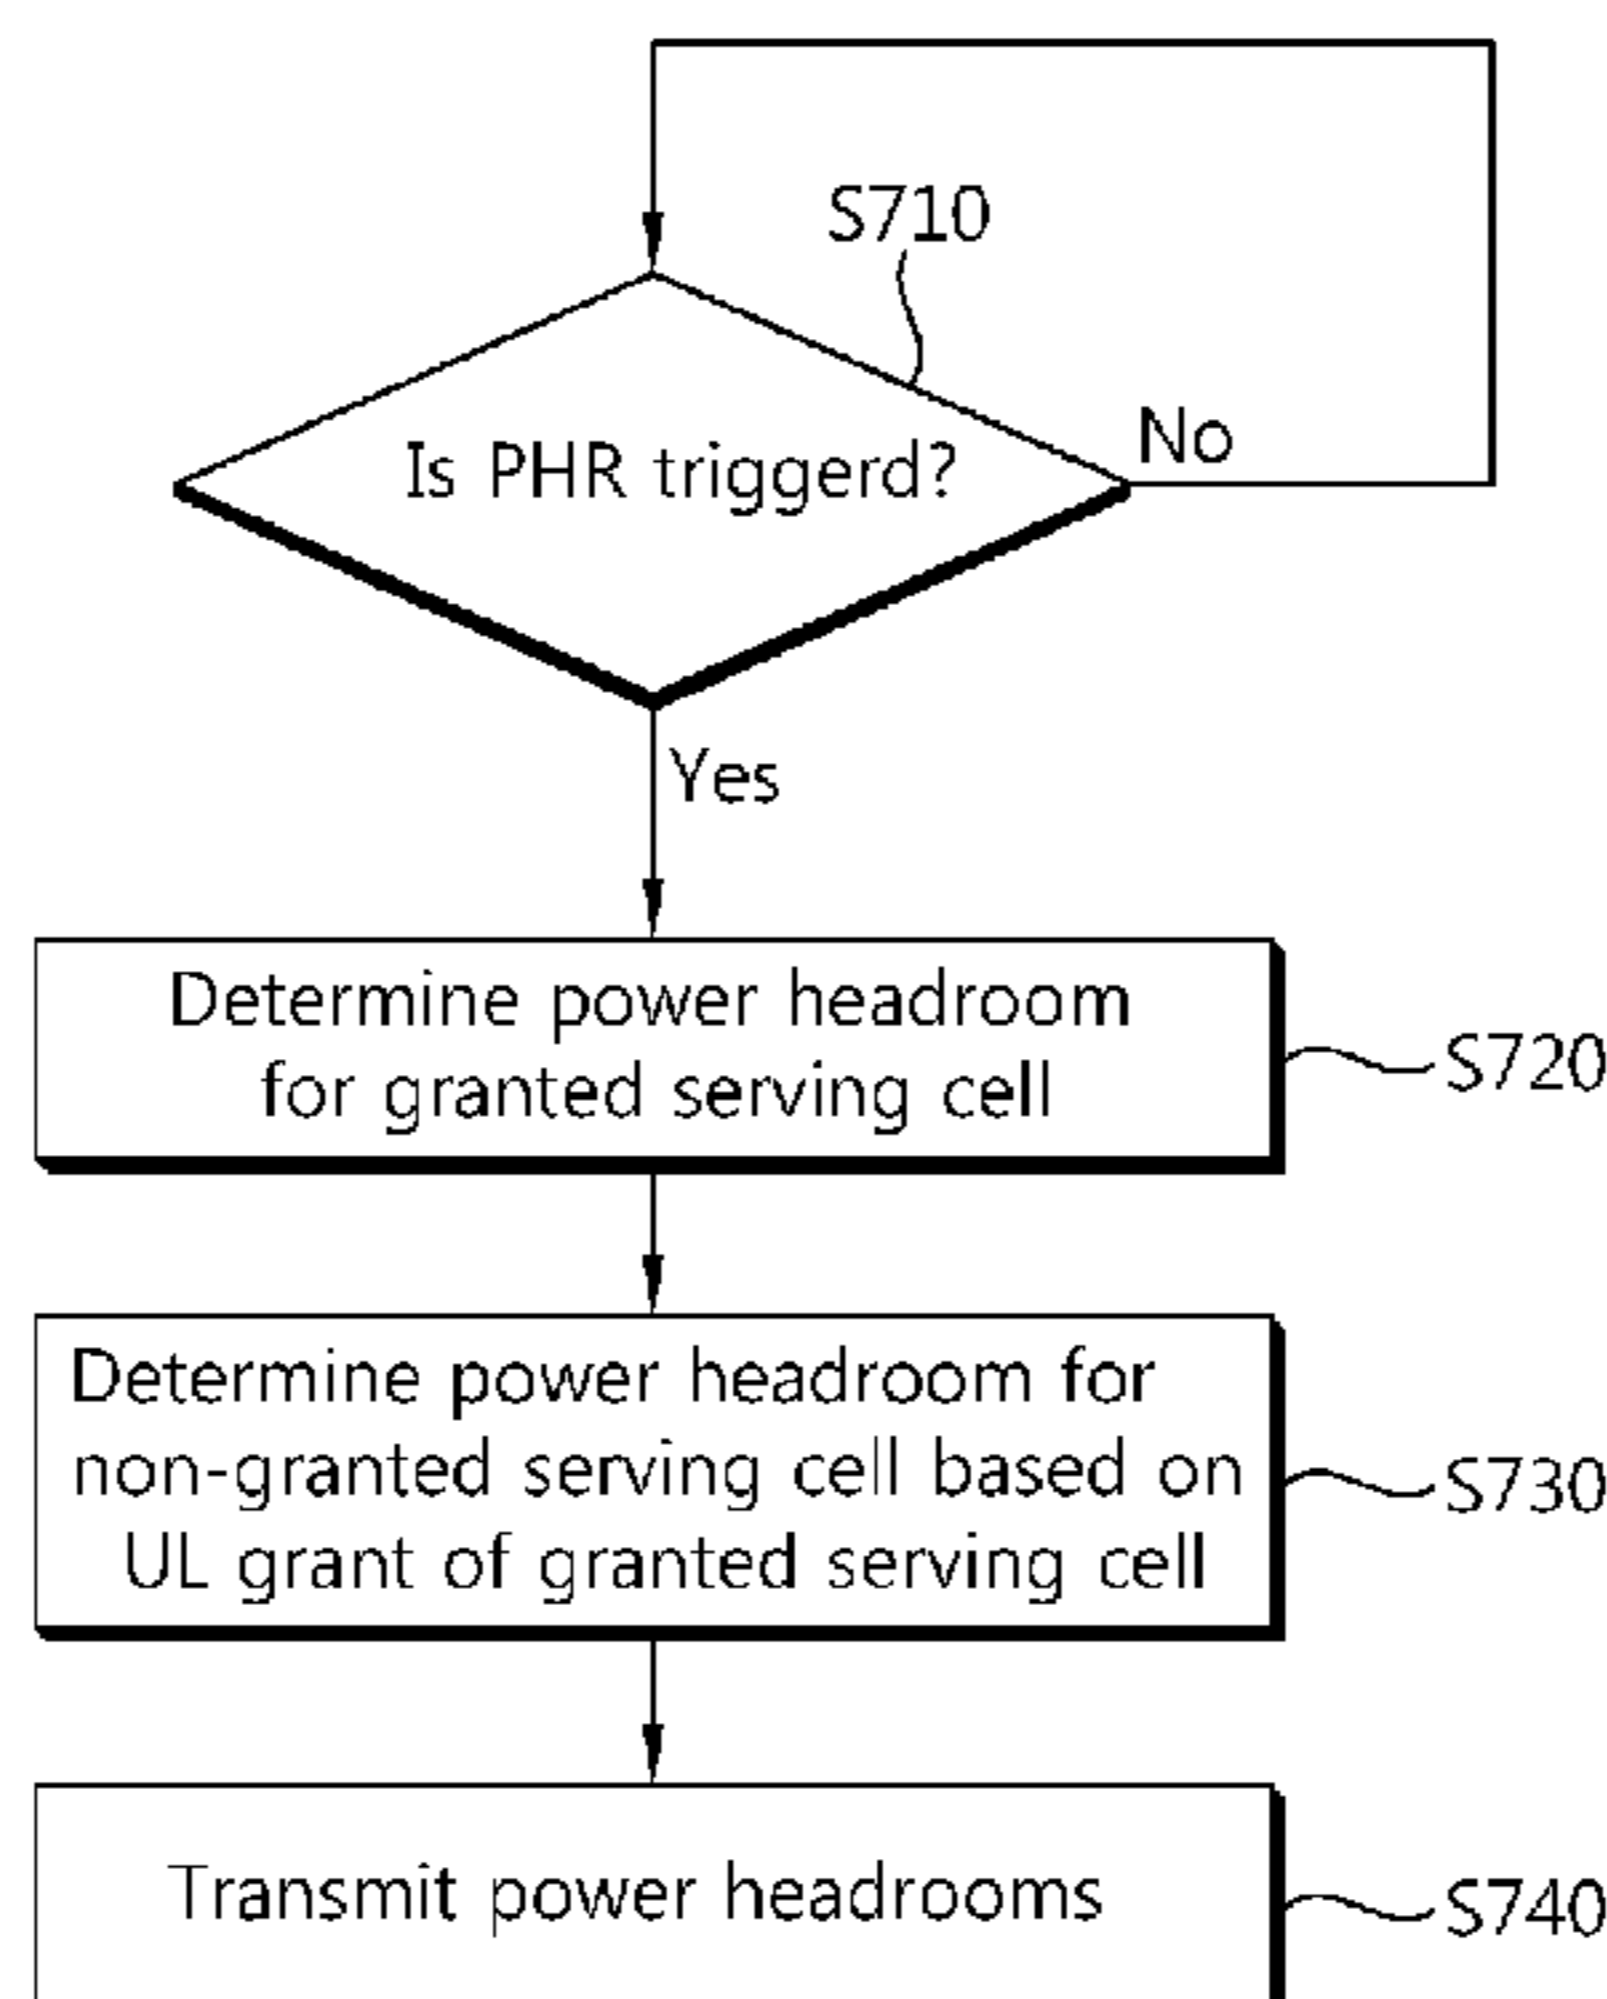 S710
Is PHR triggerd?
No
Yes
Determine power headroom
for granted serving cell
S720
Determine power headroom for
non-granted serving cell based on
UL grant of granted serving cell
S730
Transmit power headrooms
S740